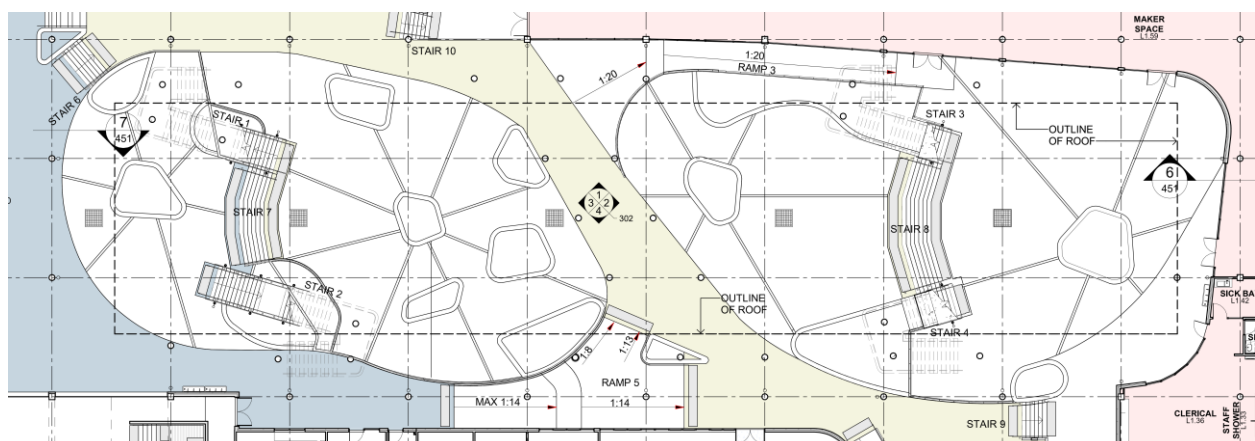 MAKER
SPACE
L1.59
STAIR 10
1:20
RAMP 3
1:20
STAIR 6
STAIR 1
STAIR 3
7
451
OUTLINE
OF ROOF
6
451
1
3 2
4
302
STAIR 7
STAIR 8
STAIR 2
SICK BA
L1.42
OUTLINE
OF ROOF
STAIR 4
1:8
1:13
RAMP 5
MAX 1:14
1:14
CLERICAL
L1.36
STAFF
SHOWER
L1.33
STAIR 9